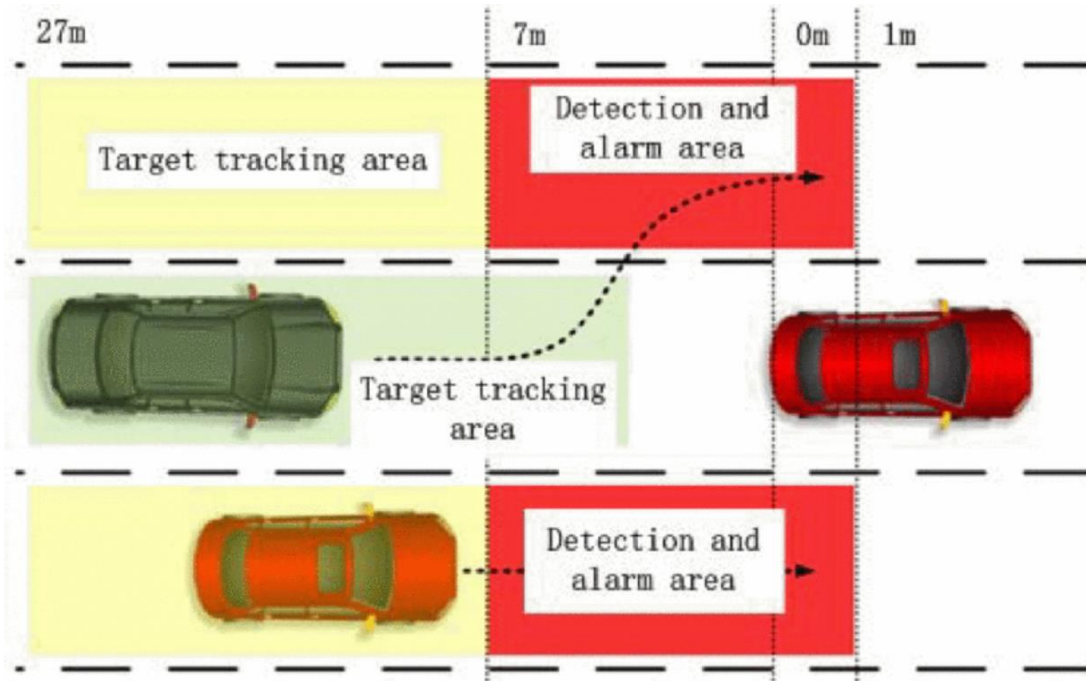 27m 7m 0m 1m
Target tracking area
Detection and
alarm area
Target tracking
area
Detection and
alarm area